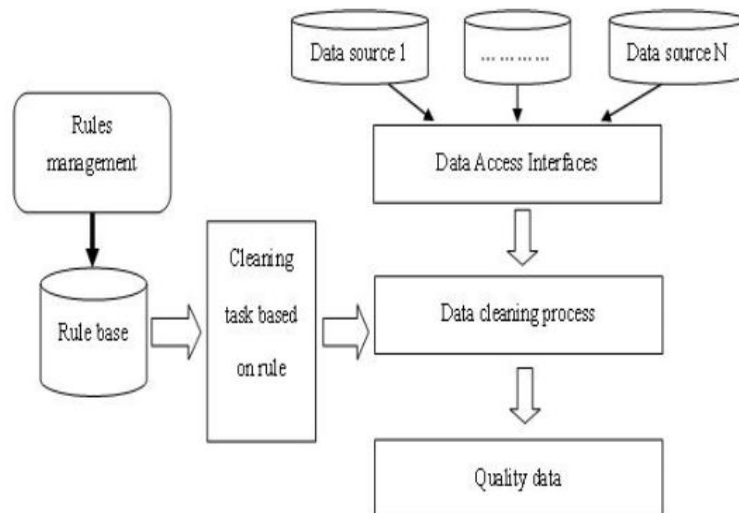 Data source 1
…………
Data source N
Rules
management
Data Access Interfaces
Cleaning
task based
on rule
Rule base
Data cleaning process
Quality data